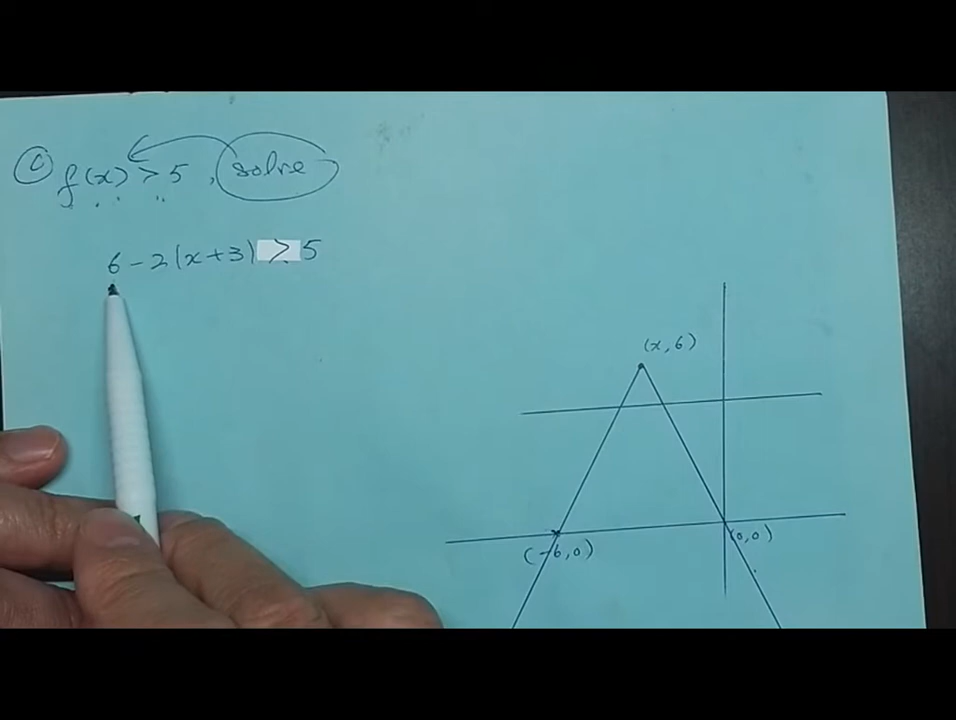 c f(x) > 5 , solve
6 - 2(x+3) > 5
(x,6)
(-6,0) (0,0)